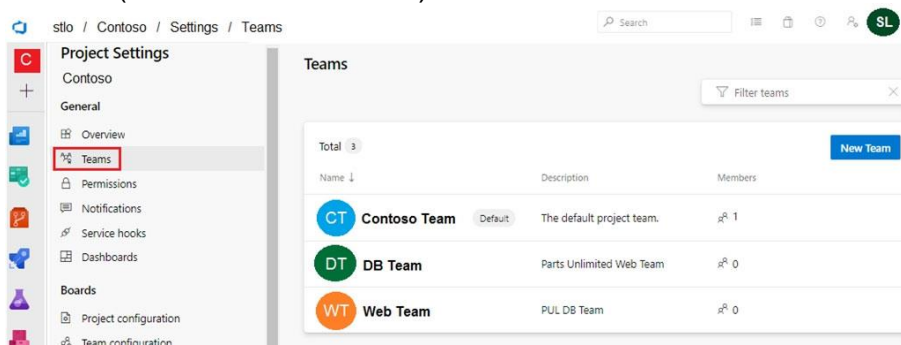 stlo / Contoso / Settings / Teams
Search
SL
C
Project Settings
Contoso
General
Overview
Teams
Permissions
Notifications
Service hooks
Dashboards
Boards
Project configuration
Team configuration
Teams
Filter teams
Total 3
New Team
Name ↓ Description Members
CT Contoso Team Default The default project team. 1
DT DB Team Parts Unlimited Web Team 0
WT Web Team PUL DB Team 0